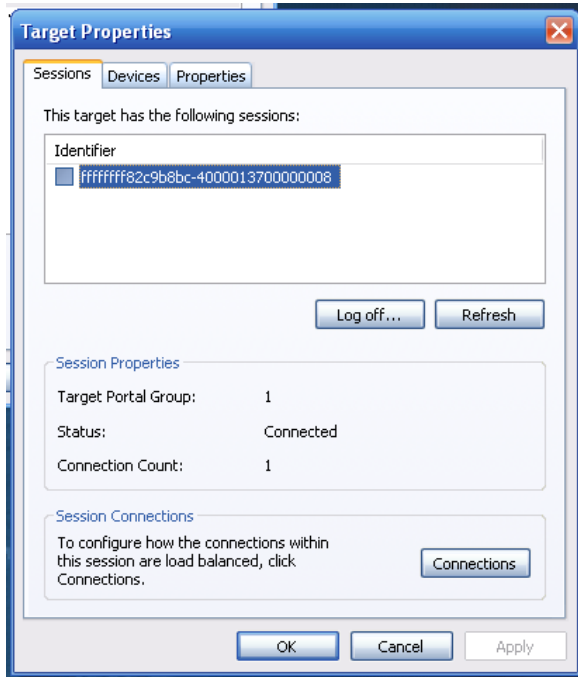 Target Properties
Sessions Devices Properties
This target has the following sessions:
Identifier
ffffffff82c9b8bc-4000013700000008
Log off... Refresh
Session Properties
Target Portal Group: 1
Status: Connected
Connection Count: 1
Session Connections
To configure how the connections within
this session are load balanced, click
Connections.
Connections
OK Cancel Apply